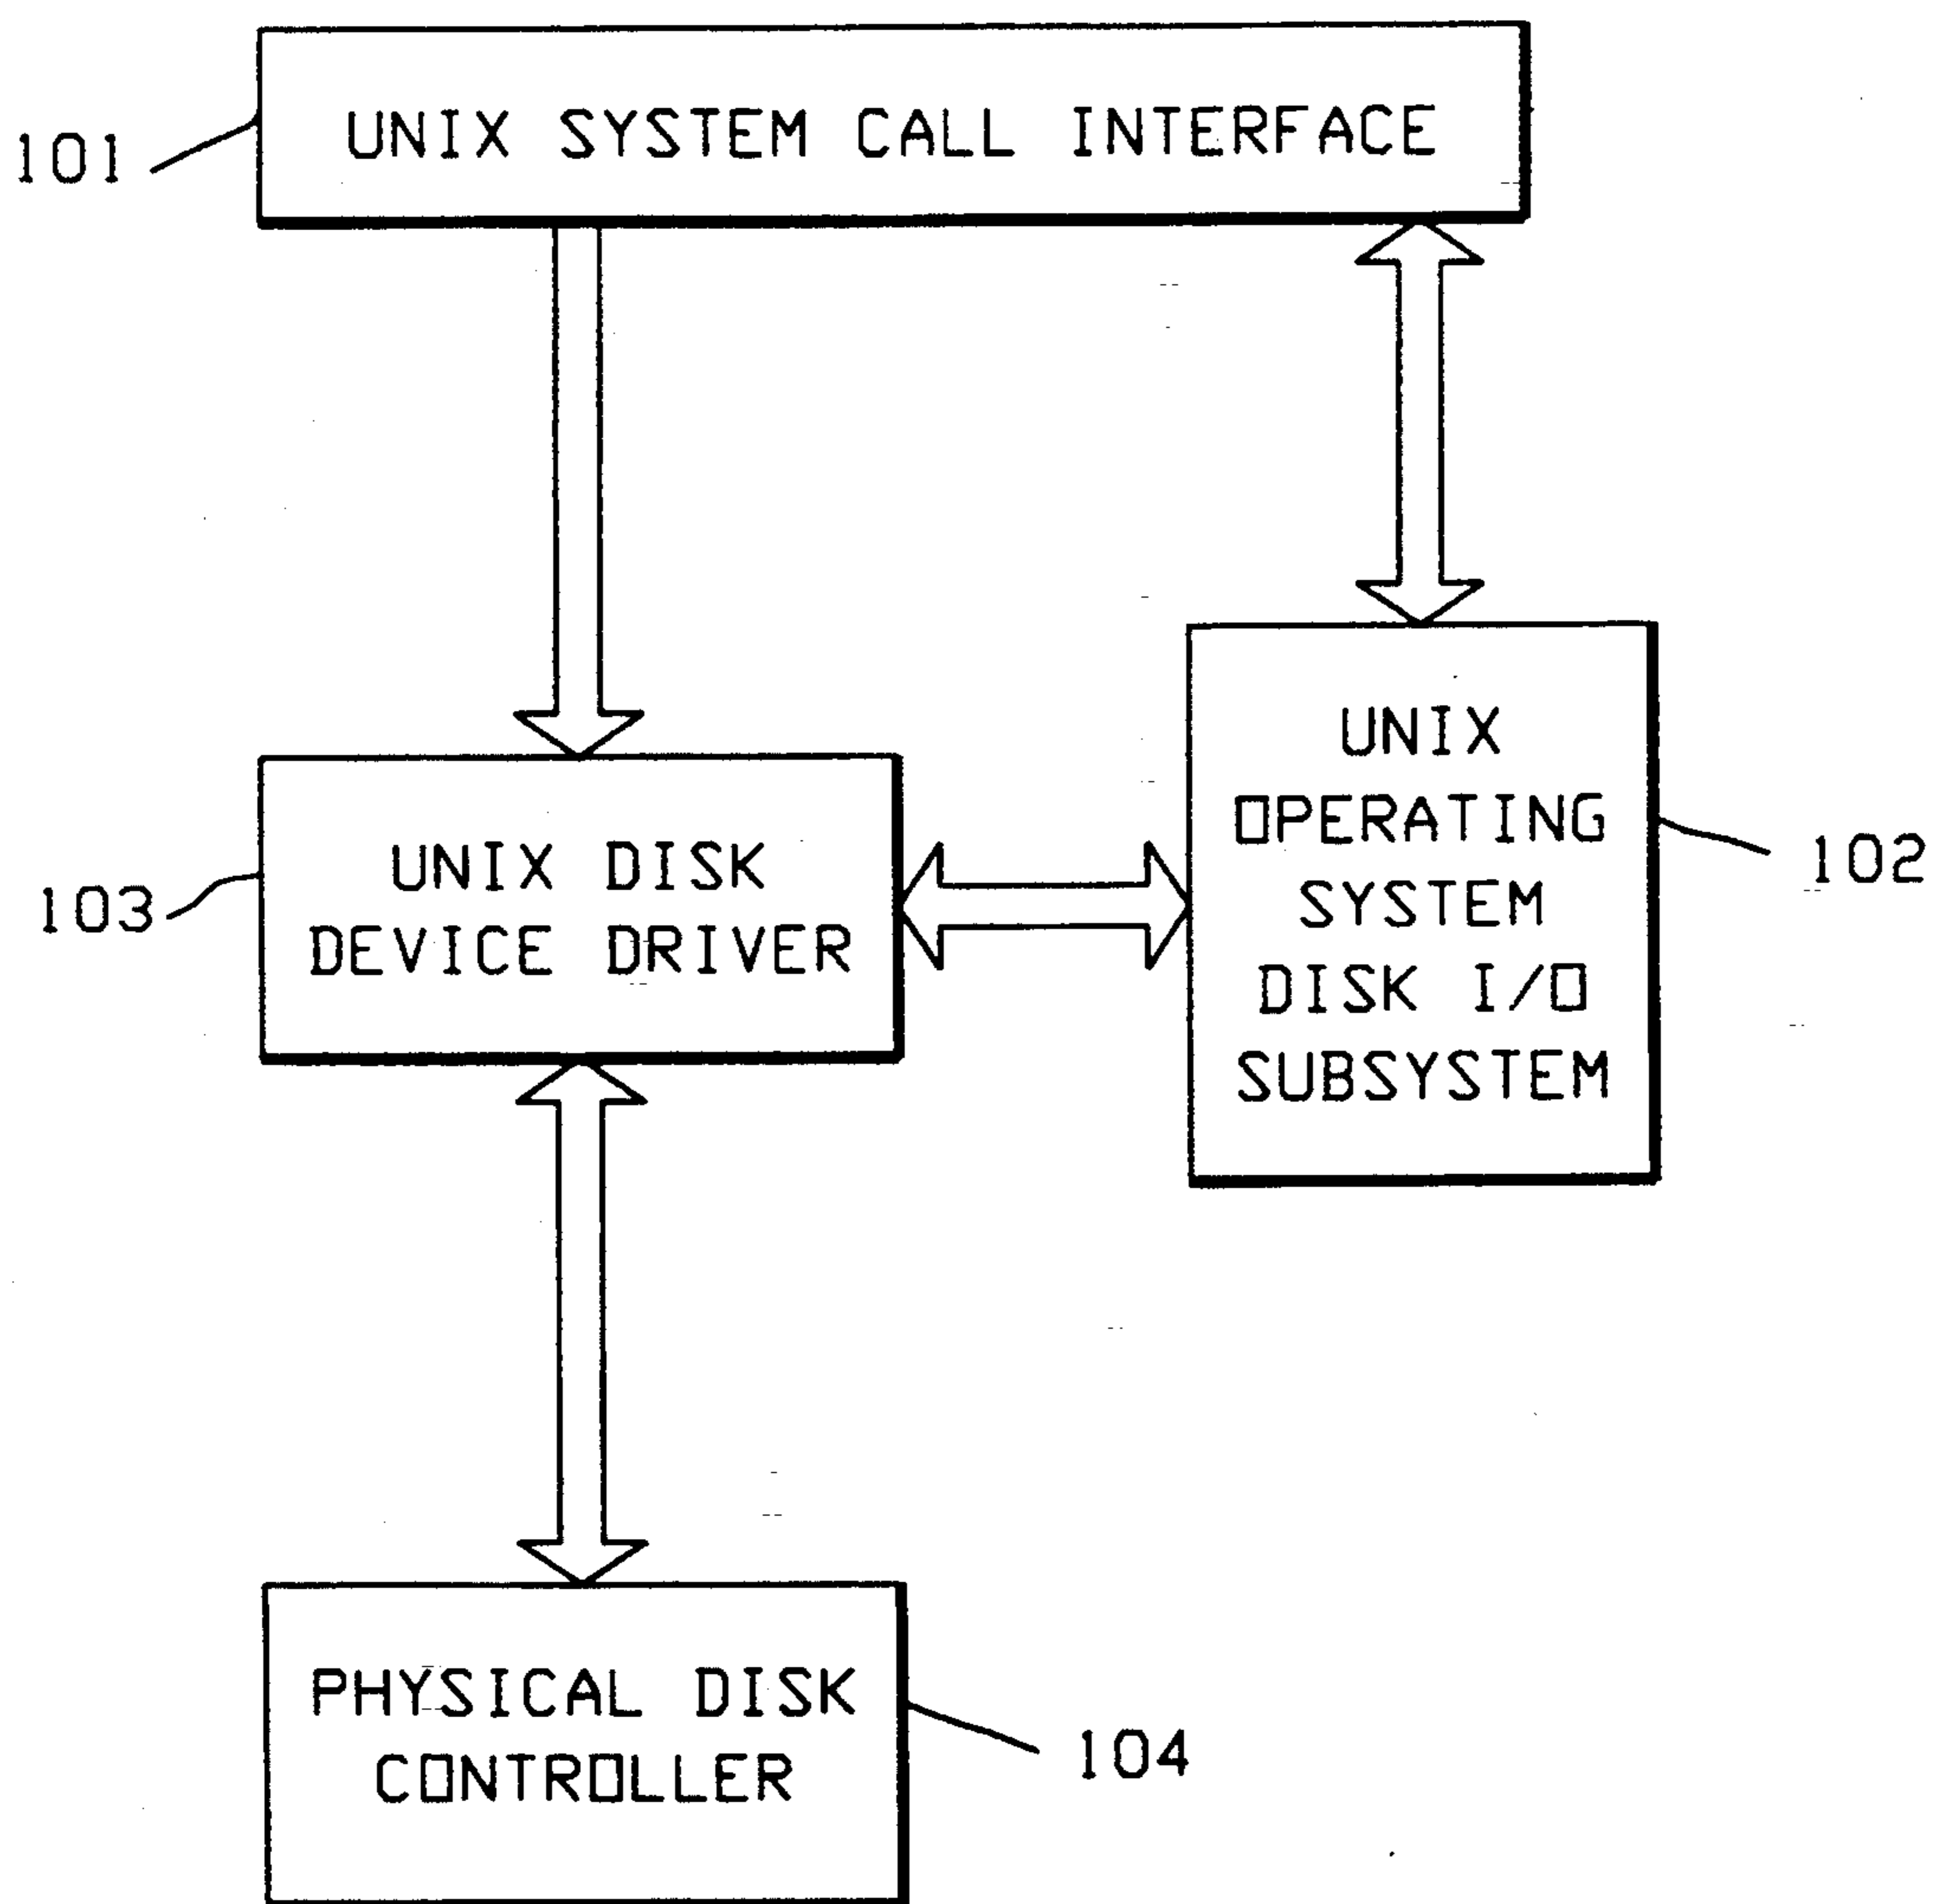 UNIX SYSTEM CALL INTERFACE
101
UNIX
OPERATING
SYSTEM
DISK I/O
SUBSYSTEM
102
UNIX DISK
DEVICE DRIVER
103
PHYSICAL DISK
CONTROLLER
104